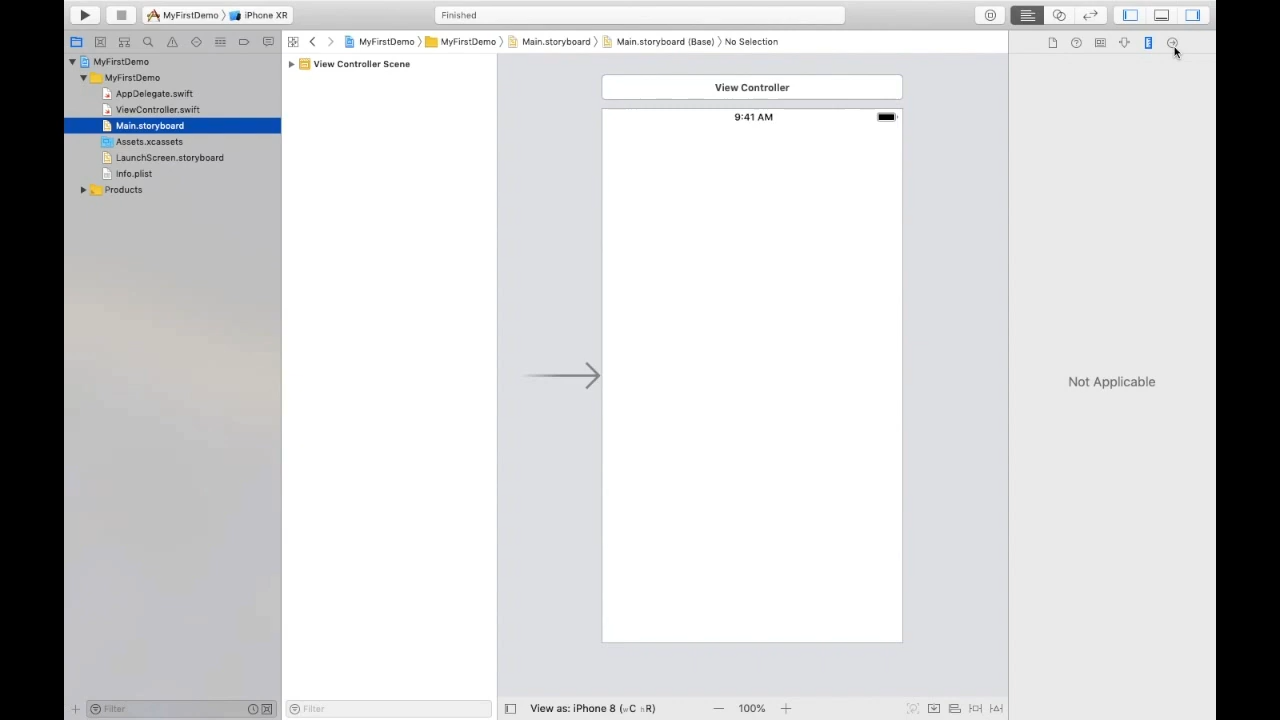 MyFirstDemo iPhone XR
Finished
MyFirstDemo
MyFirstDemo
AppDelegate.swift
ViewController.swift
Main.storyboard
Assets.xcassets
LaunchScreen.storyboard
Info.plist
Products
Filter
MyFirstDemo MyFirstDemo Main.storyboard Main.storyboard (Base) No Selection
View Controller Scene
Filter
View Controller
9:41 AM
View as: iPhone 8 (wC hR)
100%
Not Applicable